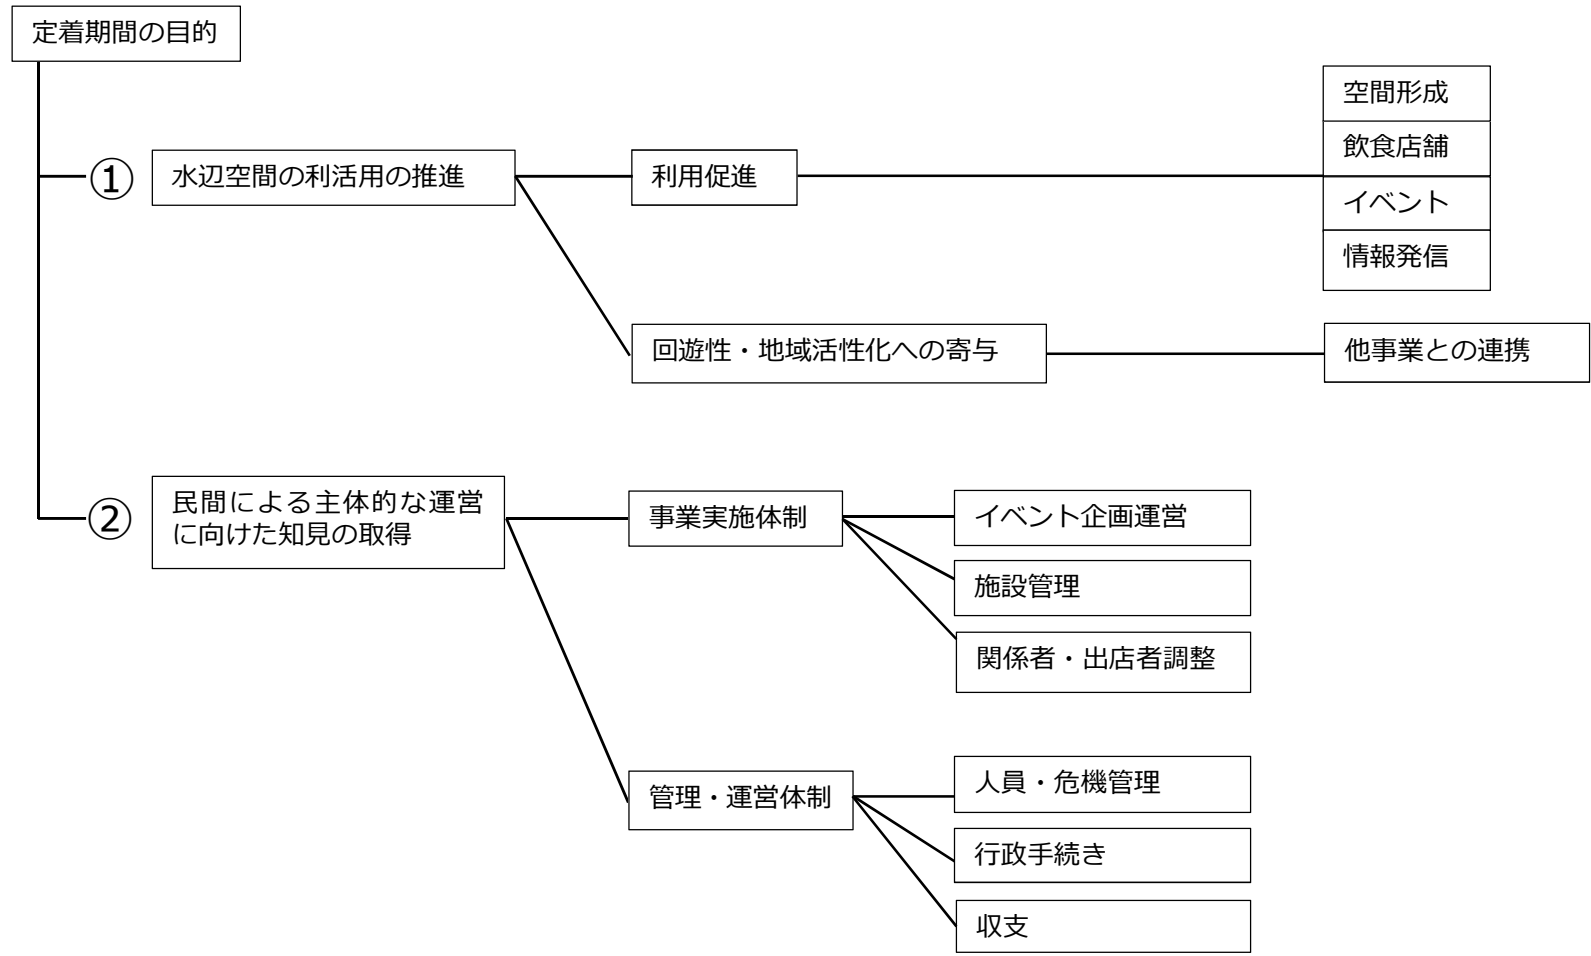 定着期間の目的
①
水辺空間の利活用の推進
利用促進
空間形成
飲食店舗
イベント
情報発信
回遊性・地域活性化への寄与
他事業との連携
②
民間による主体的な運営
に向けた知見の取得
事業実施体制
イベント企画運営
施設管理
関係者・出店者調整
管理・運営体制
人員・危機管理
行政手続き
収支